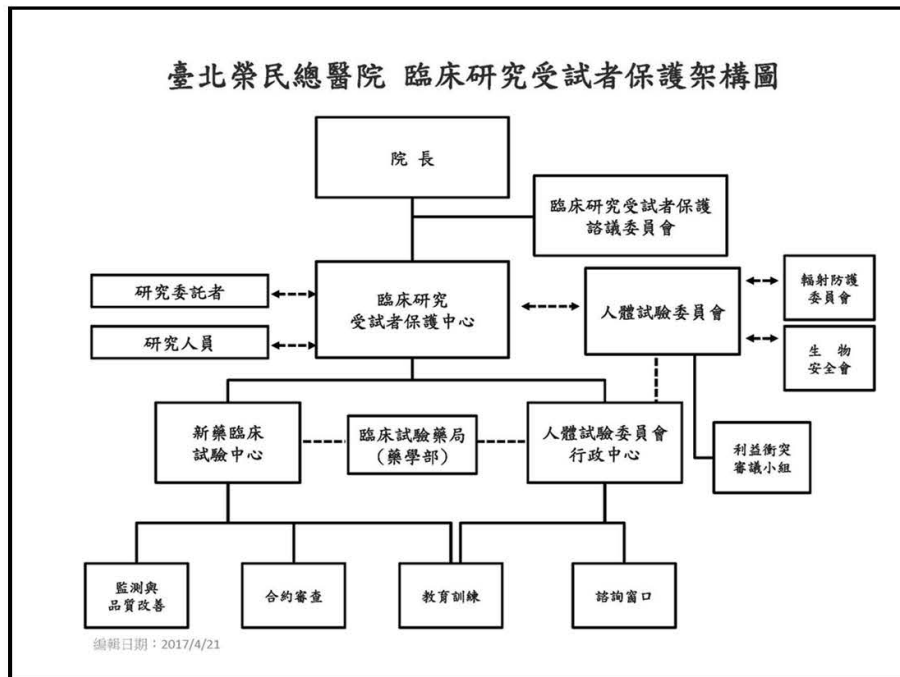 臺北榮民總醫院 臨床研究受試者保護架構圖
院 長
臨床研究受試者保護
諮議委員會
研究委託者
臨床研究
受試者保護中心
人體試驗委員會
輻射防護
委員會
研究人員
生 物
安全會
新藥臨床
試驗中心
臨床試驗藥局
(藥學部)
人體試驗委員會
行政中心
利益衝突
審議小組
監測與
品質改善
合約審查
教育訓練
諮詢窗口
編輯日期:2017/4/21